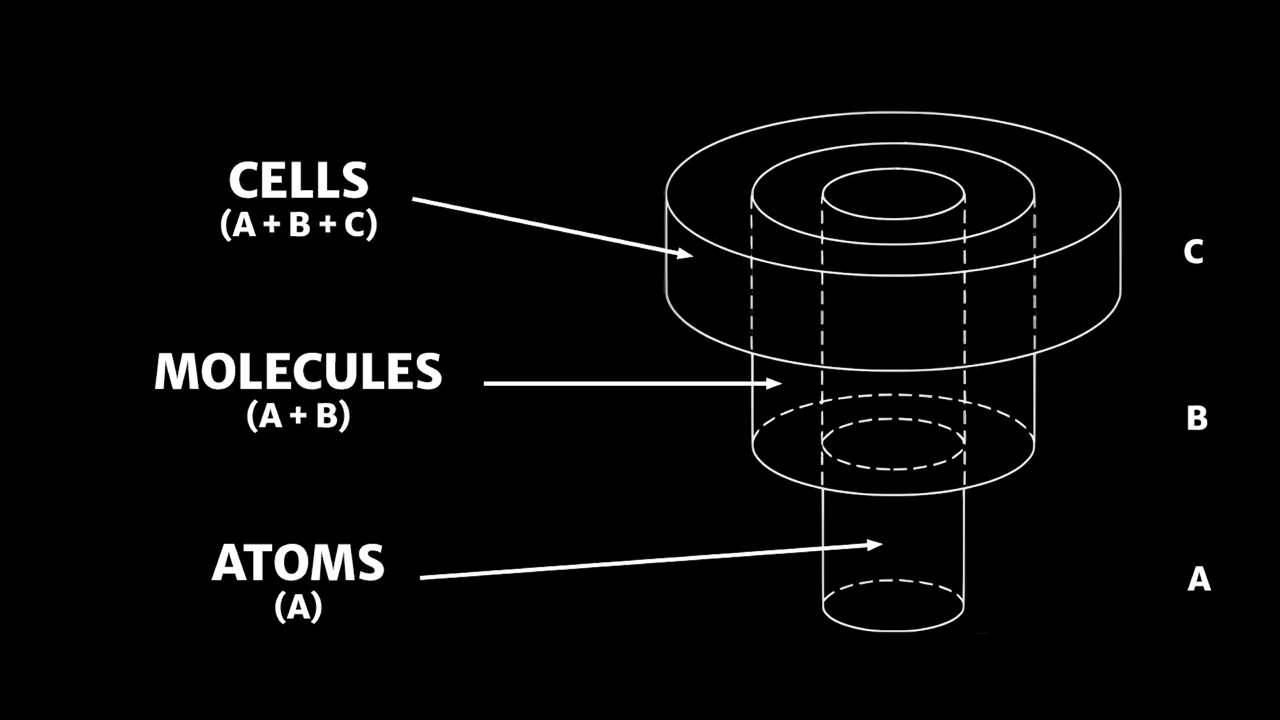 CELLS
(A + B + C)
C
MOLECULES
(A + B)
B
ATOMS
(A)
A